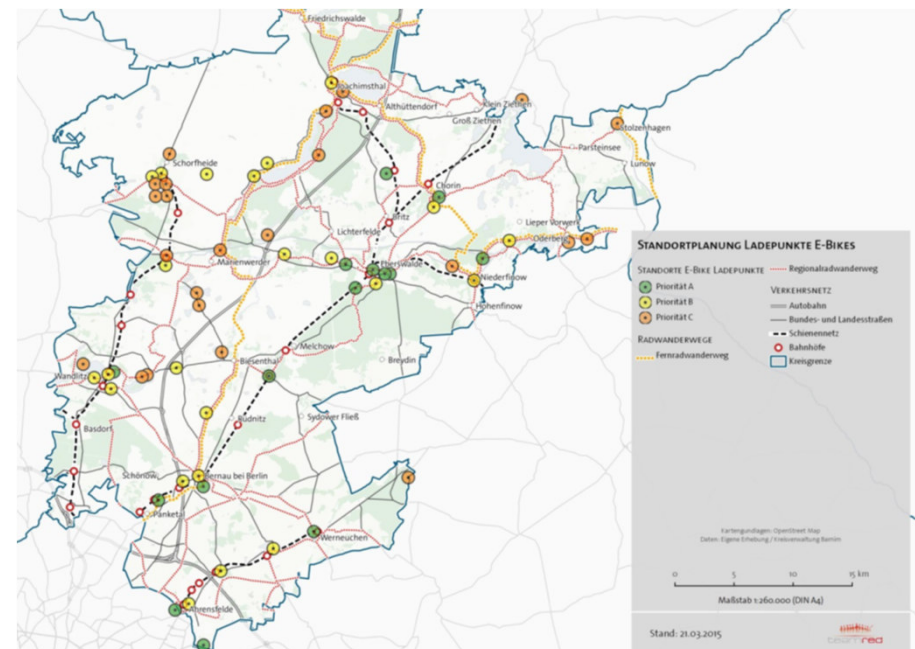 Friedrichswalde
Joachimsthal
Althüttendorf
Klein Ziethen
Groß Ziethen
Stolzenhagen
Parsteinsee
Lunow
Schorfheide
Chorin
Britz
Lichterfelde
Lieper Vorwerk
Oderberg
Marienwerder
Eberswalde
Niederfinow
Hohenfinow
Melchow
Biesenthal
Breydin
Wandlitz
Rüdnitz
Sydower Fließ
Basdorf
Schönow
Bernau bei Berlin
Panketal
Werneuchen
Ahrensfelde
STANDORTPLANUNG LADEPUNKTE E-BIKES
STANDORTE E-BIKE LADEPUNKTE
Priorität A
Priorität B
Priorität C
RADWANDERWEGE
Fernradwanderweg
Regionalradwanderweg
VERKEHRSNETZ
Autobahn
Bundes- und Landesstraßen
Schienennetz
Bahnhöfe
Kreisgrenze
Kartengundlagen: OpenStreet Map
Daten: Eigene Erhebung / Kreisverwaltung Barnim
0 5 10 15 km
Maßstab 1:260.000 (DIN A4)
Stand: 21.03.2015
teamred